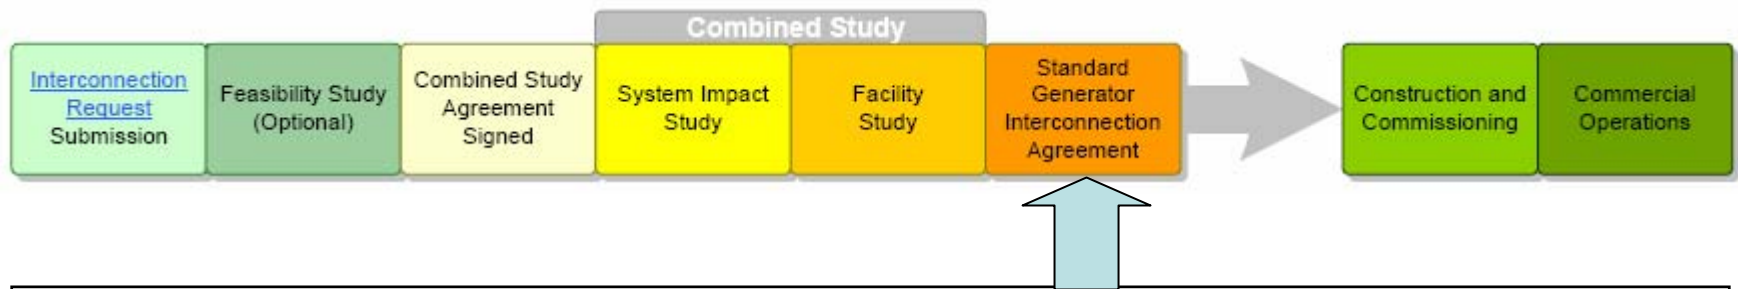 Combined Study
Interconnection
Request
Submission
Feasibility Study
(Optional)
Combined Study
Agreement
Signed
System Impact
Study
Facility
Study
Standard
Generator
Interconnection
Agreement
Construction and
Commissioning
Commercial
Operations